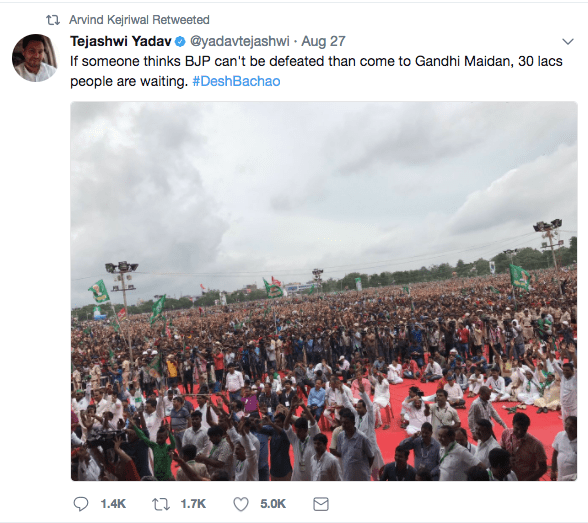 Arvind Kejriwal Retweeted
Tejashwi Yadav @yadavtejashwi · Aug 27
If someone thinks BJP can't be defeated than come to Gandhi Maidan, 30 lacs
people are waiting. #DeshBachao
1.4K 1.7K 5.0K